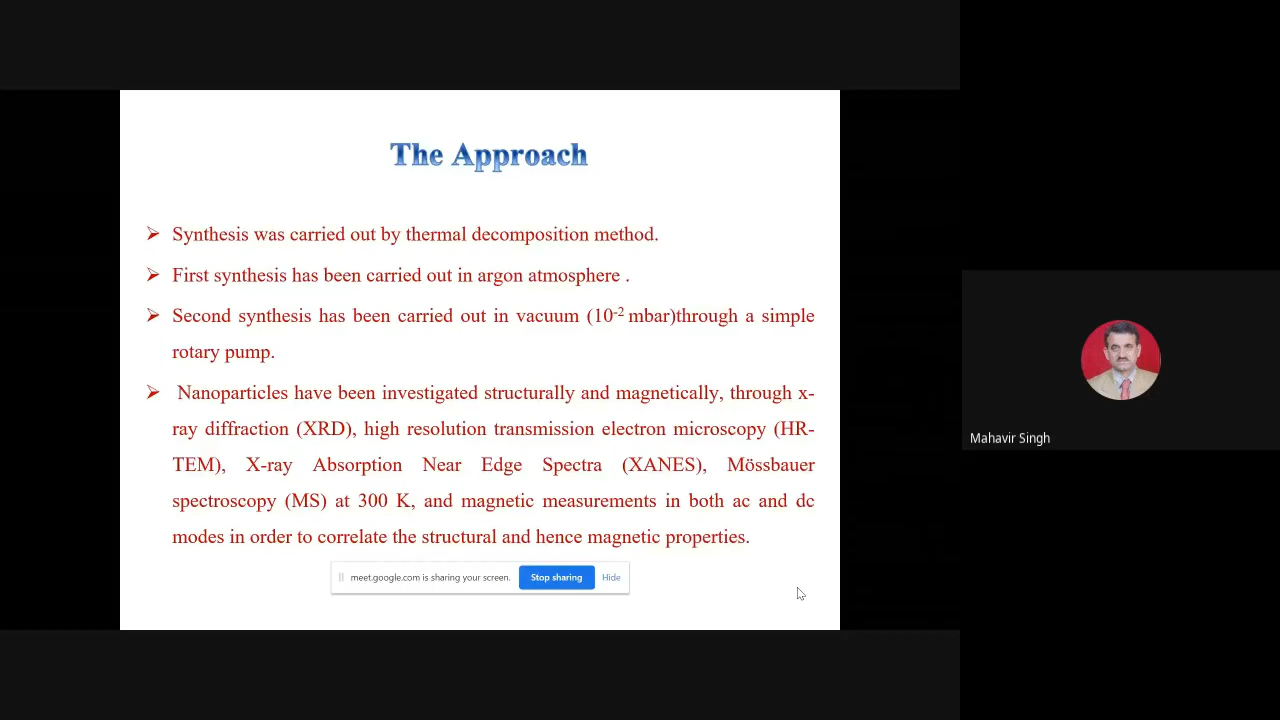 The Approach
➢ Synthesis was carried out by thermal decomposition method.
➢ First synthesis has been carried out in argon atmosphere .
➢ Second synthesis has been carried out in vacuum (10⁻² mbar)through a simple
rotary pump.
➢ Nanoparticles have been investigated structurally and magnetically, through x-
ray diffraction (XRD), high resolution transmission electron microscopy (HR-
TEM), X-ray Absorption Near Edge Spectra (XANES), Mössbauer
spectroscopy (MS) at 300 K, and magnetic measurements in both ac and dc
modes in order to correlate the structural and hence magnetic properties.
meet.google.com is sharing your screen. Stop sharing Hide
Mahavir Singh